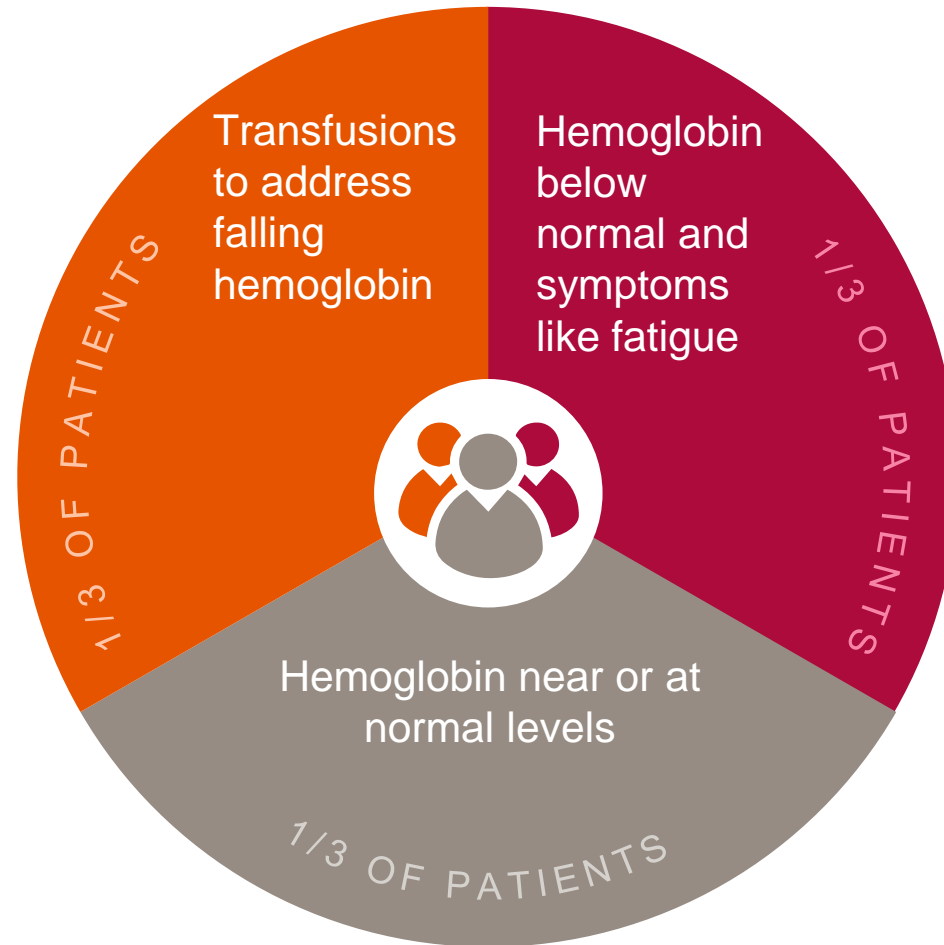 Transfusions
to address
falling
hemoglobin
1/3 OF PATIENTS
Hemoglobin
below
normal and
symptoms
like fatigue
1/3 OF PATIENTS
Hemoglobin near or at
normal levels
1/3 OF PATIENTS